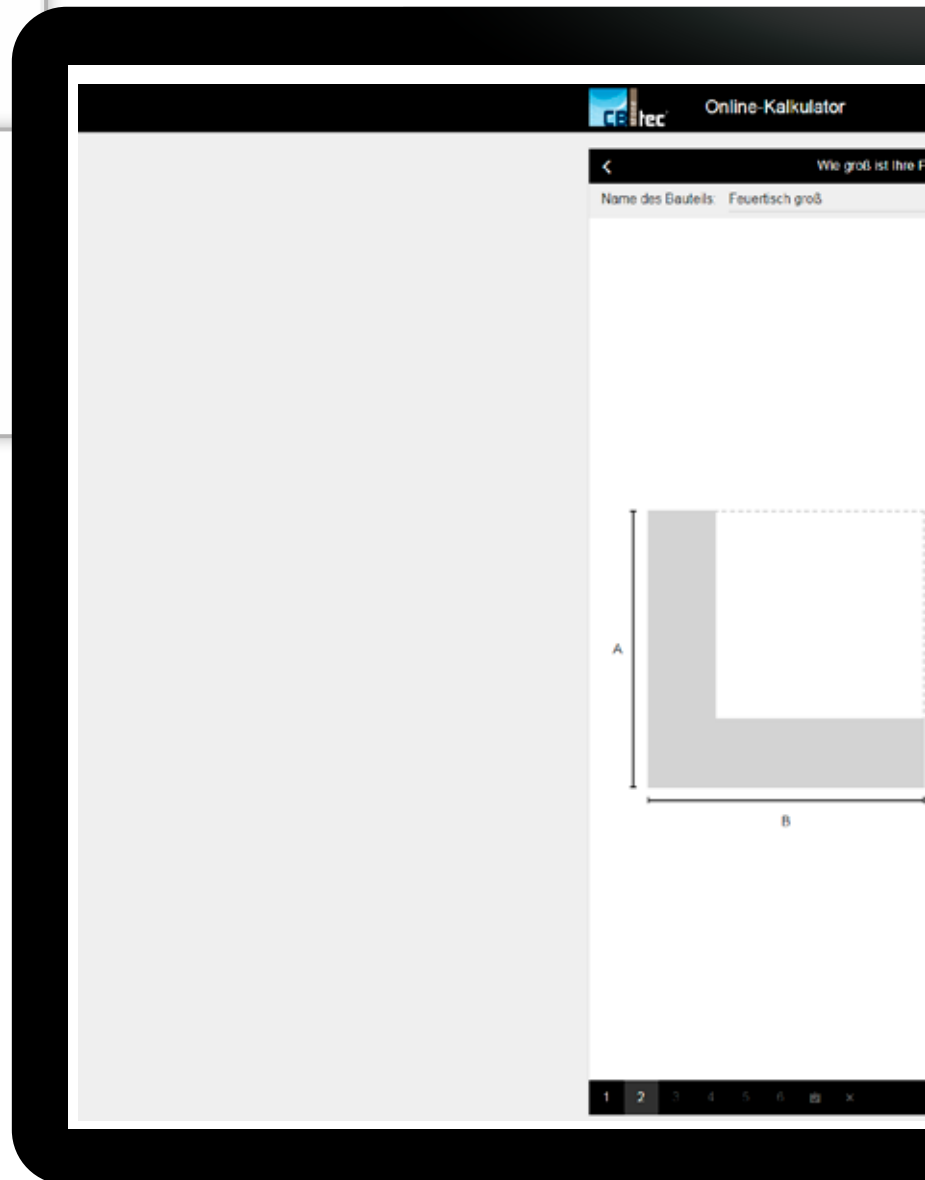 CB tec
Online-Kalkulator
Wie groß ist Ihre F
Name des Bauteils: Feuertisch groß
A
B
1 2 3 4 5 6 x